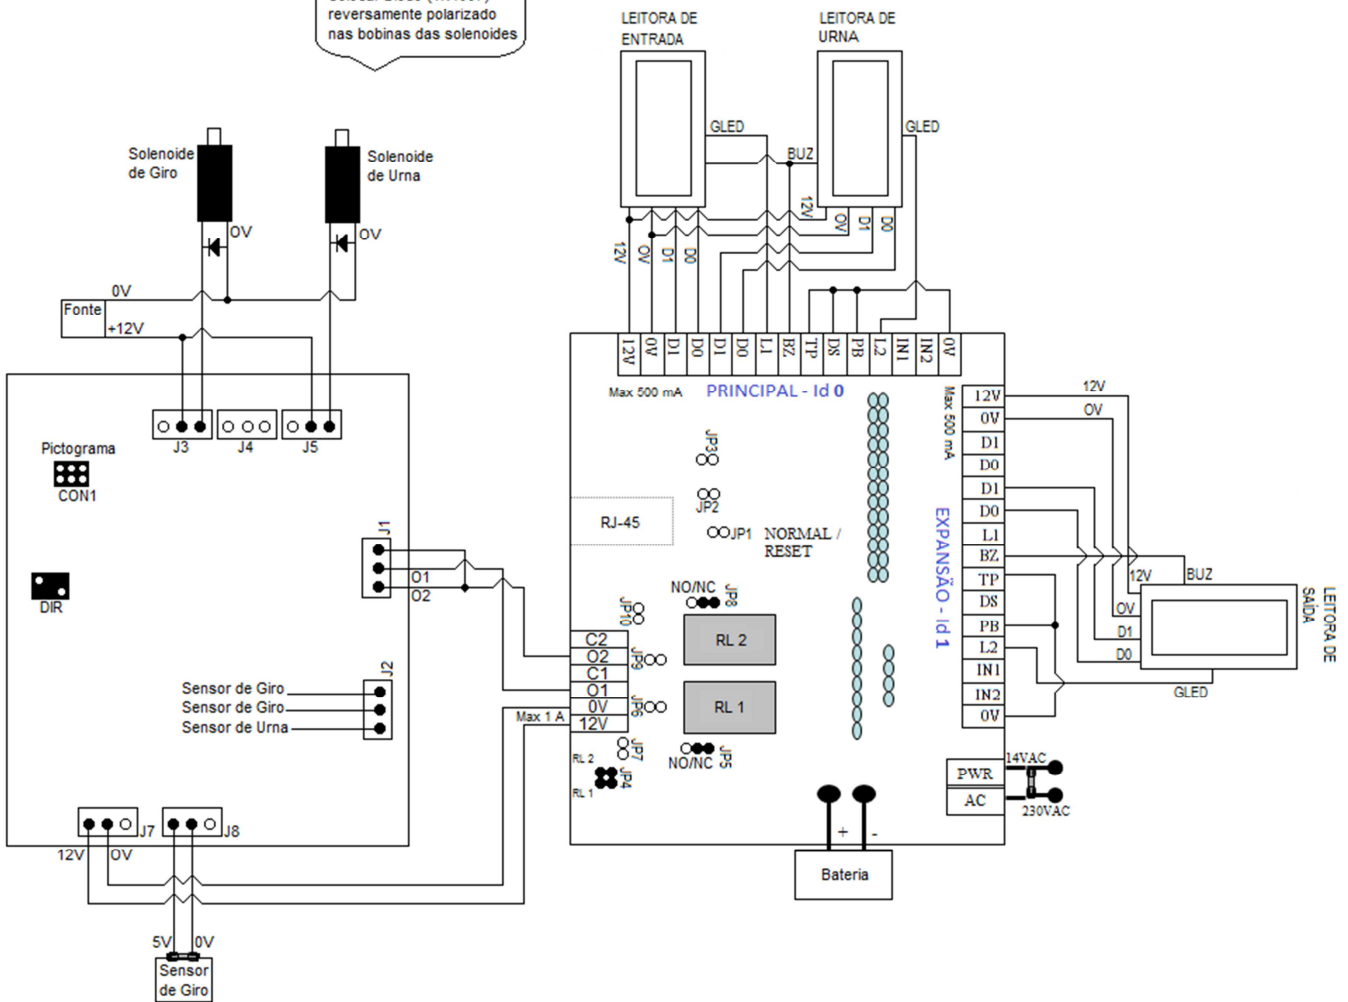 reversamente polarizado
nas bobinas das solenoides
LEITORA DE
ENTRADA
LEITORA DE
URNA
GLED
GLED
BUZ
12V
0V
D1
D0
12V
0V
D1
D0
Solenoide
de Giro
Solenoide
de Urna
0V
0V
Fonte
0V
+12V
12V
0V
D1
D0
D1
D0
L1
BZ
TP
DS
PB
L2
IN1
IN2
0V
Max 500 mA
PRINCIPAL - Id 0
Max 500 mA
12V
0V
D1
D0
D1
D0
L1
BZ
TP
DS
PB
L2
IN1
IN2
0V
EXPANSÃO - Id 1
12V
0V
12V
BUZ
0V
D1
D0
GLED
LEITORA DE
SAÍDA
J3
J4
J5
Pictograma
CON1
DIR
J1
O1
O2
J2
Sensor de Giro
Sensor de Giro
Sensor de Urna
J7
J8
12V
0V
5V
0V
Sensor
de Giro
JP3
JP2
RJ-45
JP1
NORMAL /
RESET
NO/NC
JP8
JP10
RL 2
C2
O2
C1
O1
0V
12V
JP9
JP6
RL 1
Max 1 A
JP7
NO/NC
JP5
RL 2
RL 1
JP4
PWR
AC
14VAC
230VAC
+
-
Bateria